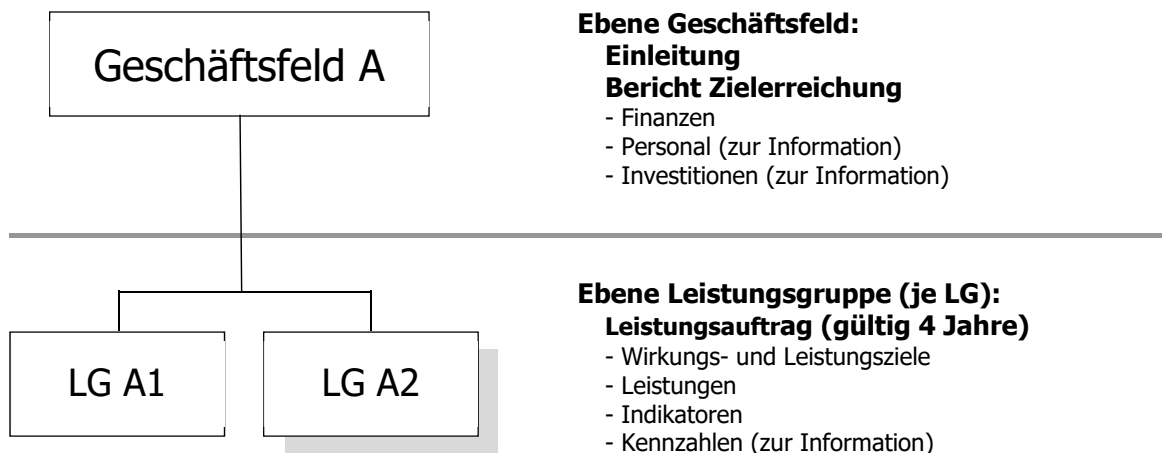 Geschäftsfeld A
Ebene Geschäftsfeld:
Einleitung
Bericht Zielerreichung
- Finanzen
- Personal (zur Information)
- Investitionen (zur Information)
LG A1
LG A2
Ebene Leistungsgruppe (je LG):
Leistungsauftrag (gültig 4 Jahre)
- Wirkungs- und Leistungsziele
- Leistungen
- Indikatoren
- Kennzahlen (zur Information)